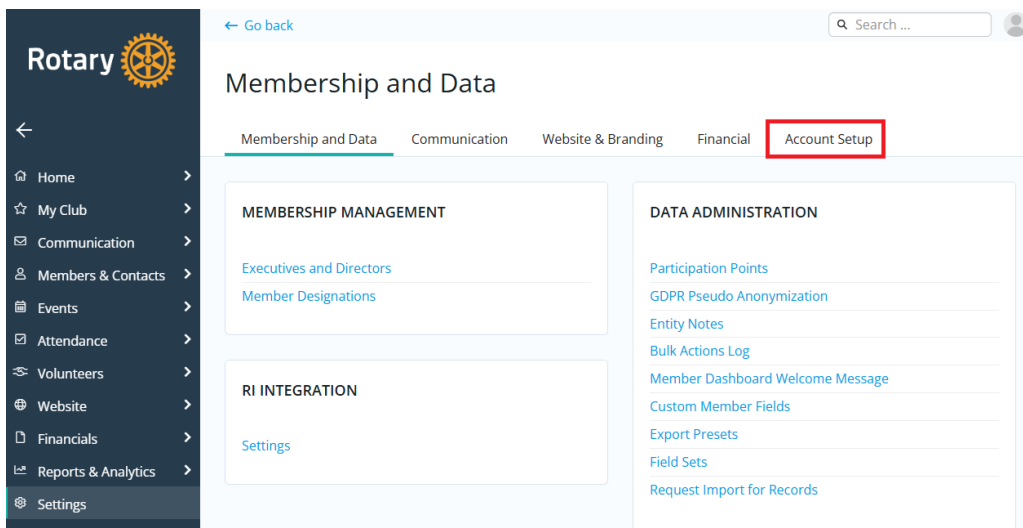 Rotary
Home
My Club
Communication
Members & Contacts
Events
Attendance
Volunteers
Website
Financials
Reports & Analytics
Settings
Go back
Search ...
Membership and Data
Membership and Data
Communication
Website & Branding
Financial
Account Setup
MEMBERSHIP MANAGEMENT
Executives and Directors
Member Designations
RI INTEGRATION
Settings
DATA ADMINISTRATION
Participation Points
GDPR Pseudo Anonymization
Entity Notes
Bulk Actions Log
Member Dashboard Welcome Message
Custom Member Fields
Export Presets
Field Sets
Request Import for Records